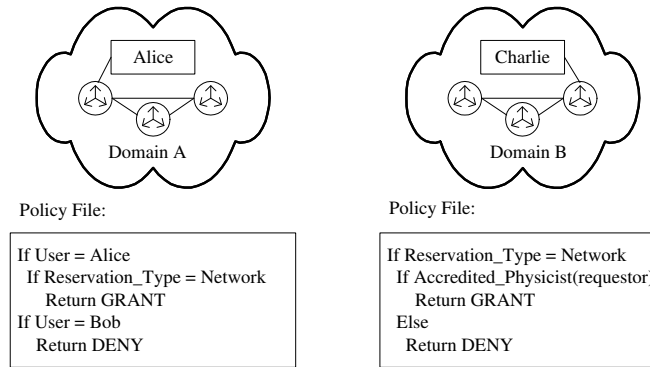 Alice
Domain A
Charlie
Domain B
Policy File:
If User = Alice
If Reservation_Type = Network
Return GRANT
If User = Bob
Return DENY
Policy File:
If Reservation_Type = Network
If Accredited_Physicist(requestor)
Return GRANT
Else
Return DENY